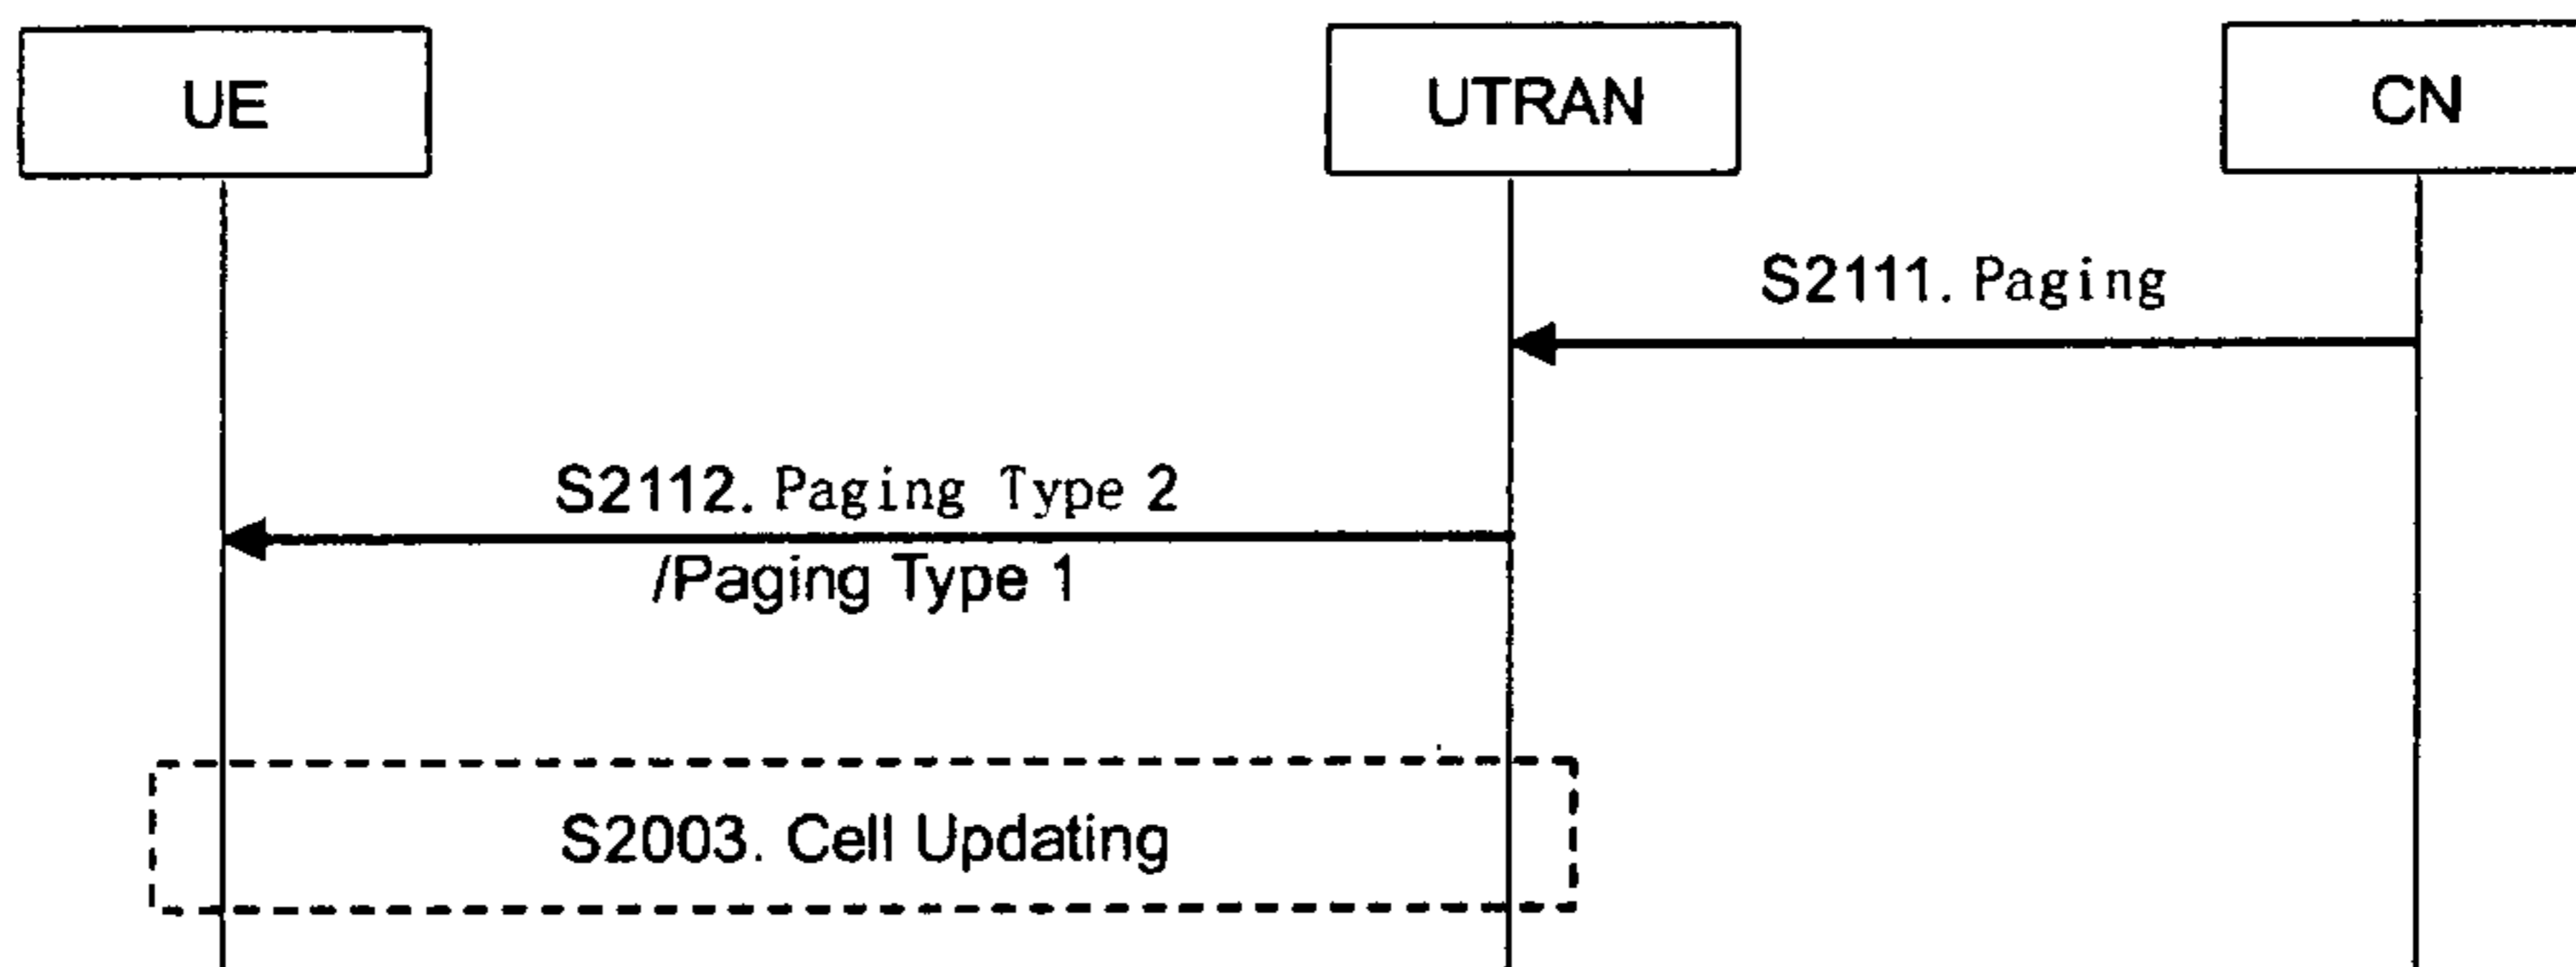 UE
UTRAN
CN
S2111. Paging
S2112. Paging Type 2
/Paging Type 1
S2003. Cell Updating